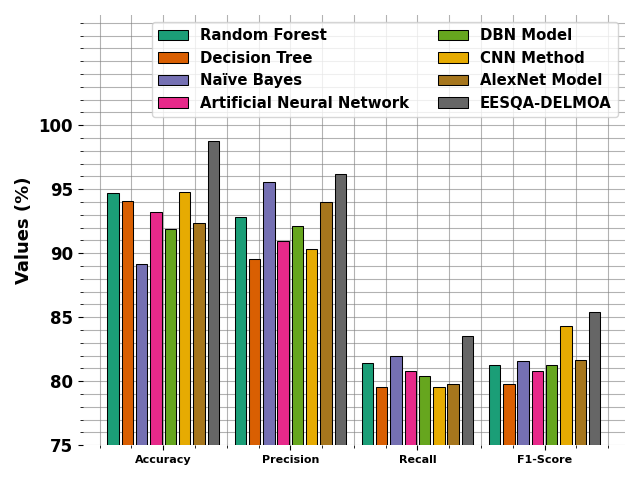 Random Forest
Decision Tree
Naïve Bayes
Artificial Neural Network
DBN Model
CNN Method
AlexNet Model
EESQA-DELMOA
Values (%)
100
95
90
85
80
75
Accuracy
Precision
Recall
F1-Score